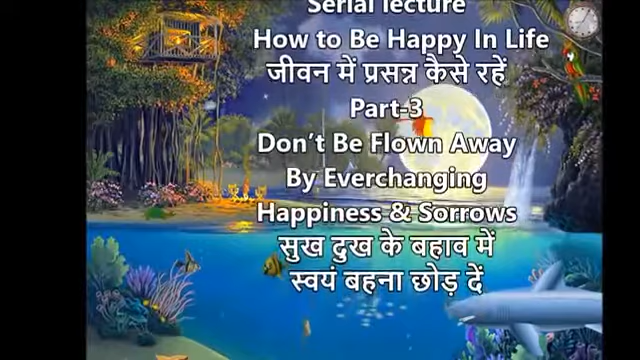 Serial lecture
How to Be Happy In Life
जीवन में प्रसन्न कैसे रहें
Part-3
Don't Be Flown Away
By Everchanging
Happiness & Sorrows
सुख दुख के बहाव में
स्वयं बहना छोड़ दें